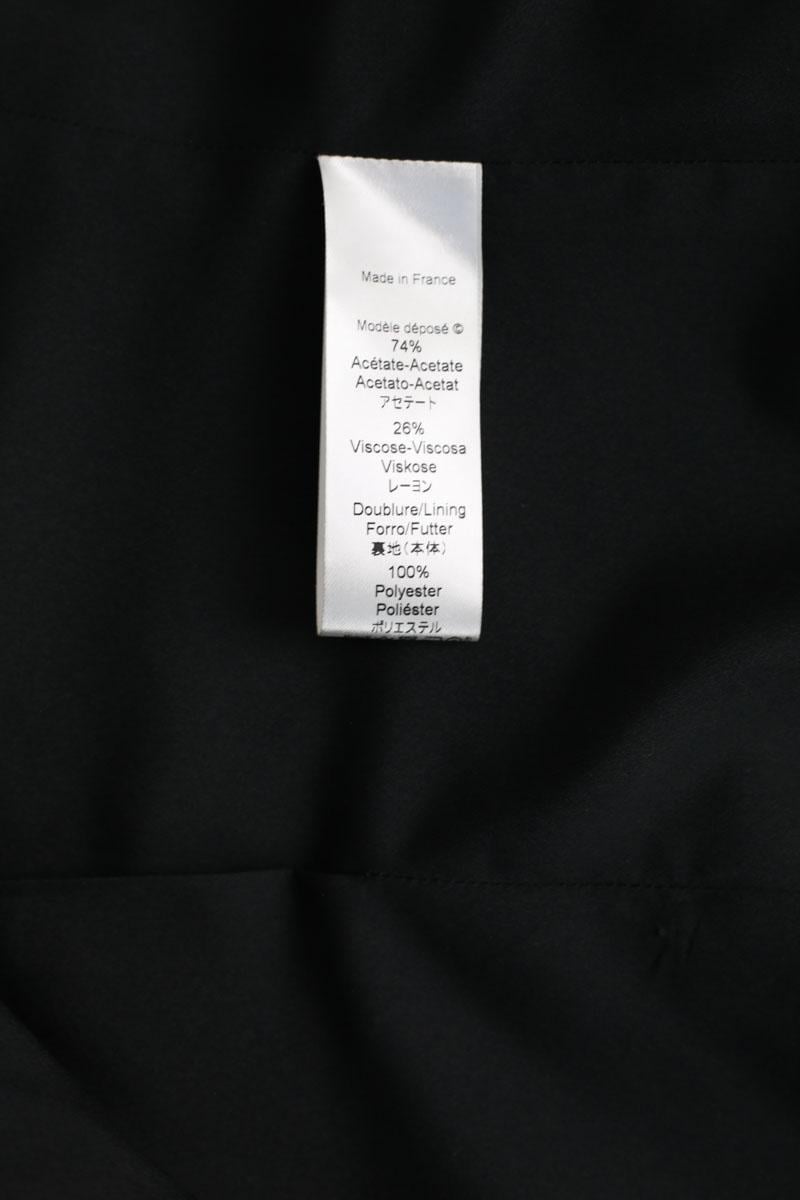 Made in France
Modèle déposé ©
74%
Acétate-Acetate
Acetato-Acetat
アセテート
26%
Viscose-Viscosa
Viskose
レーヨン
Doublure/Lining
Forro/Futter
裏地(本体)
100%
Polyester
Poliéster
ポリエステル